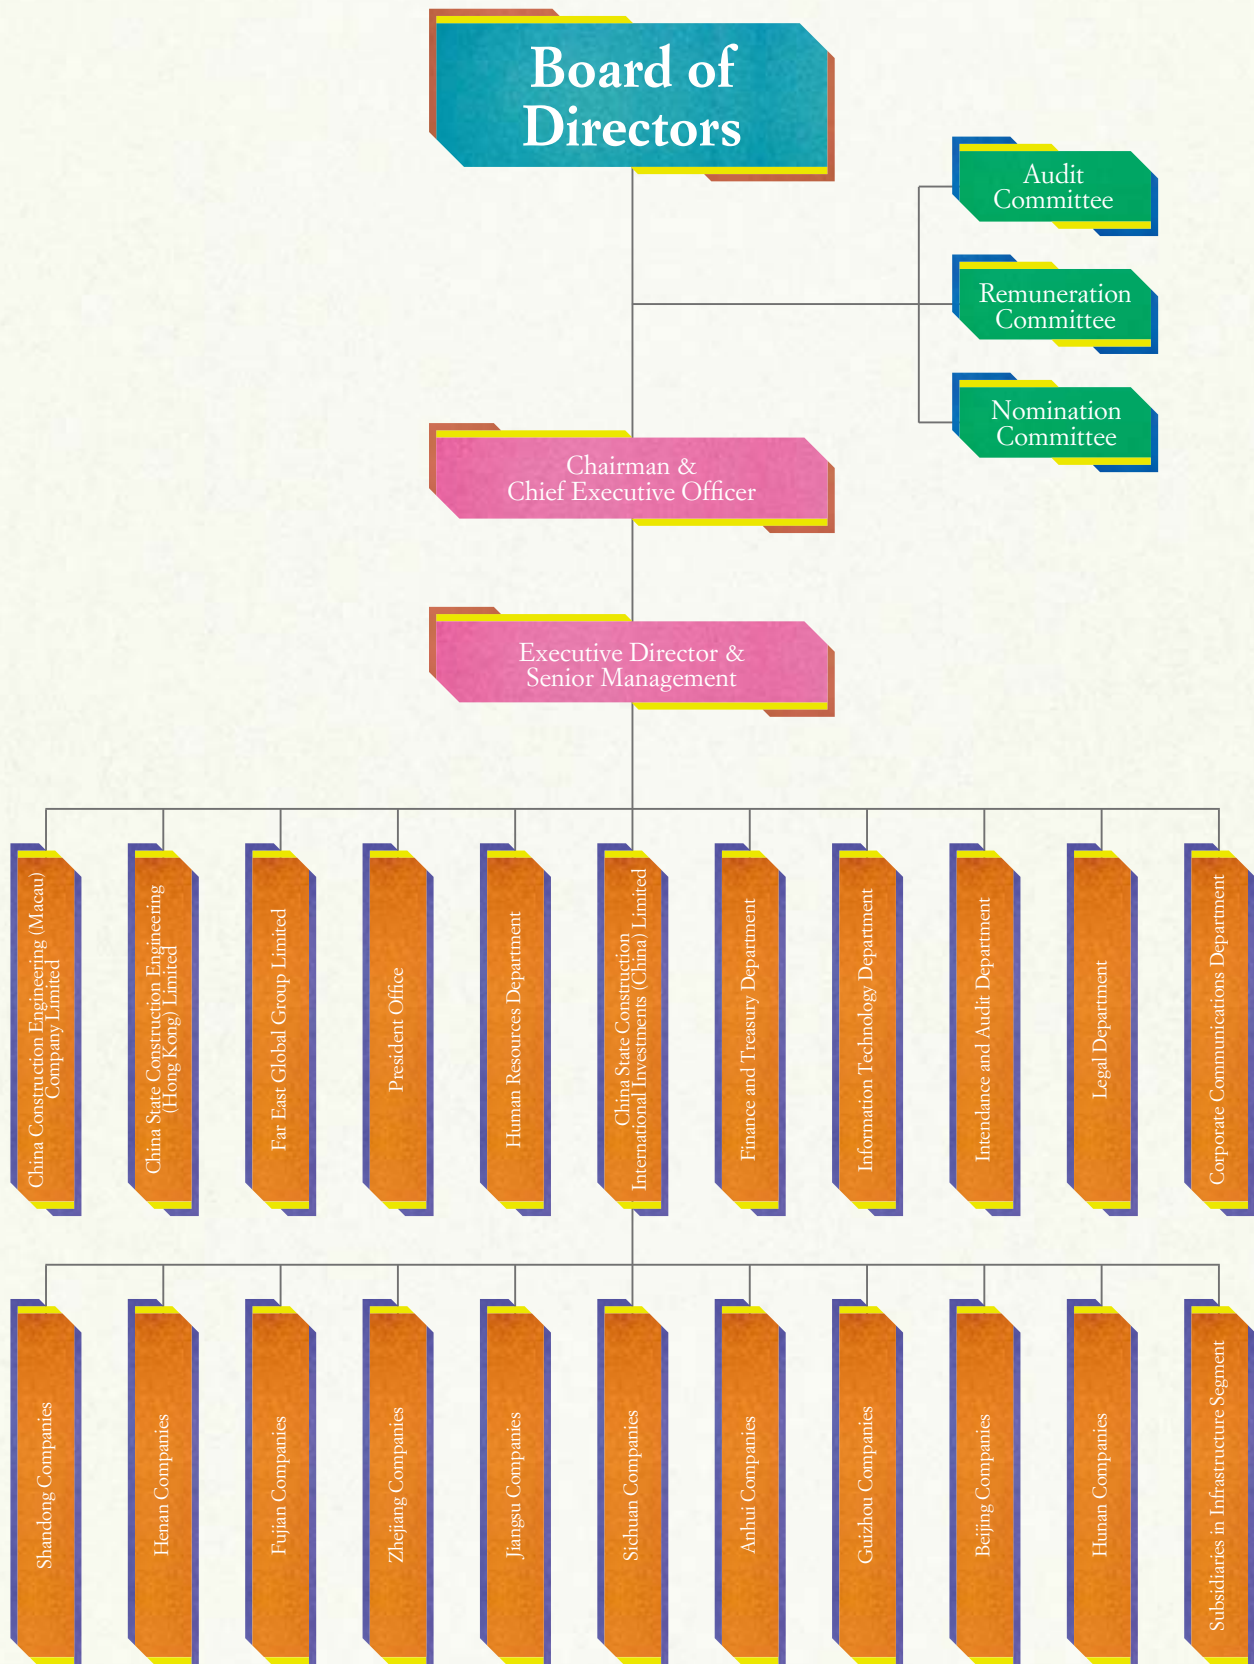 Board of
Directors
Audit
Committee
Remuneration
Committee
Nomination
Committee
Chairman &
Chief Executive Officer
Executive Director &
Senior Management
China Construction Engineering (Macau)
Company Limited
China State Construction Engineering
(Hong Kong) Limited
Far East Global Group Limited
President Office
Human Resources Department
China State Construction
International Investments (China) Limited
Finance and Treasury Department
Information Technology Department
Intendance and Audit Department
Legal Department
Corporate Communications Department
Shandong Companies
Henan Companies
Fujian Companies
Zhejiang Companies
Jiangsu Companies
Sichuan Companies
Anhui Companies
Guizhou Companies
Beijing Companies
Hunan Companies
Subsidiaries in Infrastructure Segment